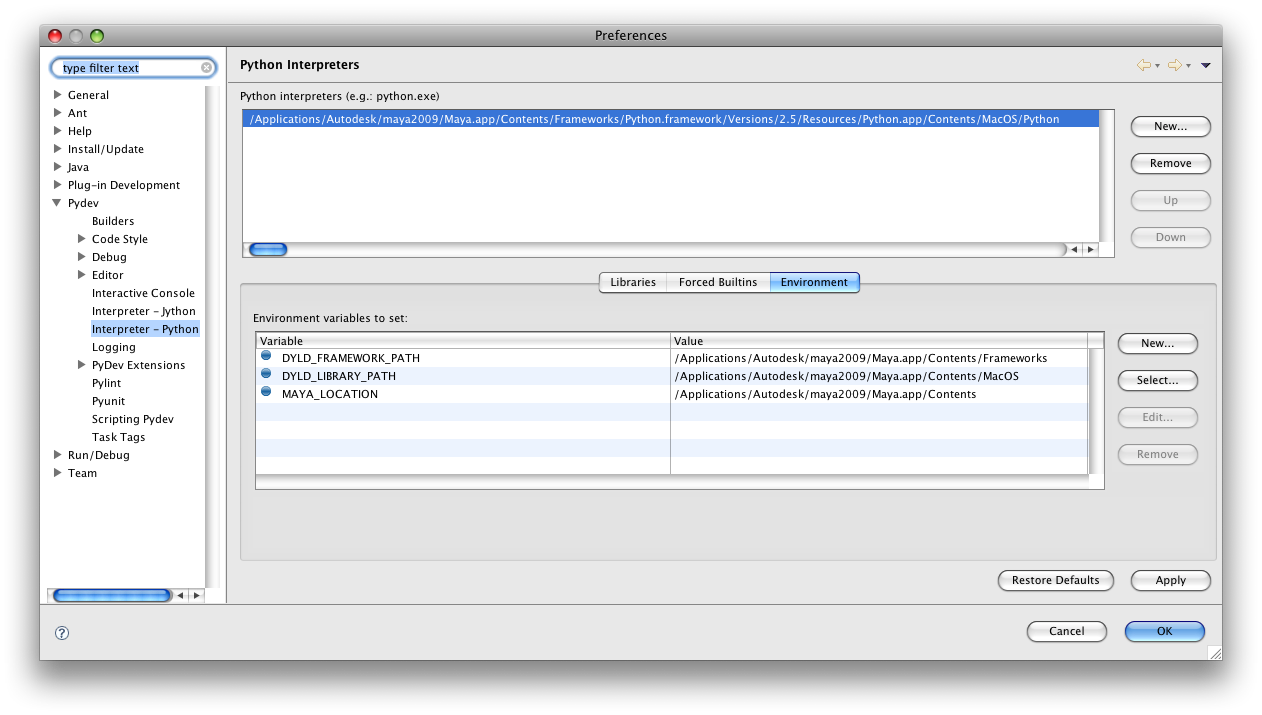 Preferences
type filter text
General
Ant
Help
Install/Update
Java
Plug-in Development
Pydev
Builders
Code Style
Debug
Editor
Interactive Console
Interpreter - Jython
Interpreter - Python
Logging
PyDev Extensions
Pylint
Pyunit
Scripting Pydev
Task Tags
Run/Debug
Team
Python Interpreters
Python interpreters (e.g.: python.exe)
/Applications/Autodesk/maya2009/Maya.app/Contents/Frameworks/Python.framework/Versions/2.5/Resources/Python.app/Contents/MacOS/Python
New...
Remove
Up
Down
Libraries Forced Builtins Environment
Environment variables to set:
Variable Value
DYLD_FRAMEWORK_PATH /Applications/Autodesk/maya2009/Maya.app/Contents/Frameworks
DYLD_LIBRARY_PATH /Applications/Autodesk/maya2009/Maya.app/Contents/MacOS
MAYA_LOCATION /Applications/Autodesk/maya2009/Maya.app/Contents
New...
Select...
Edit...
Remove
Restore Defaults Apply
? Cancel OK